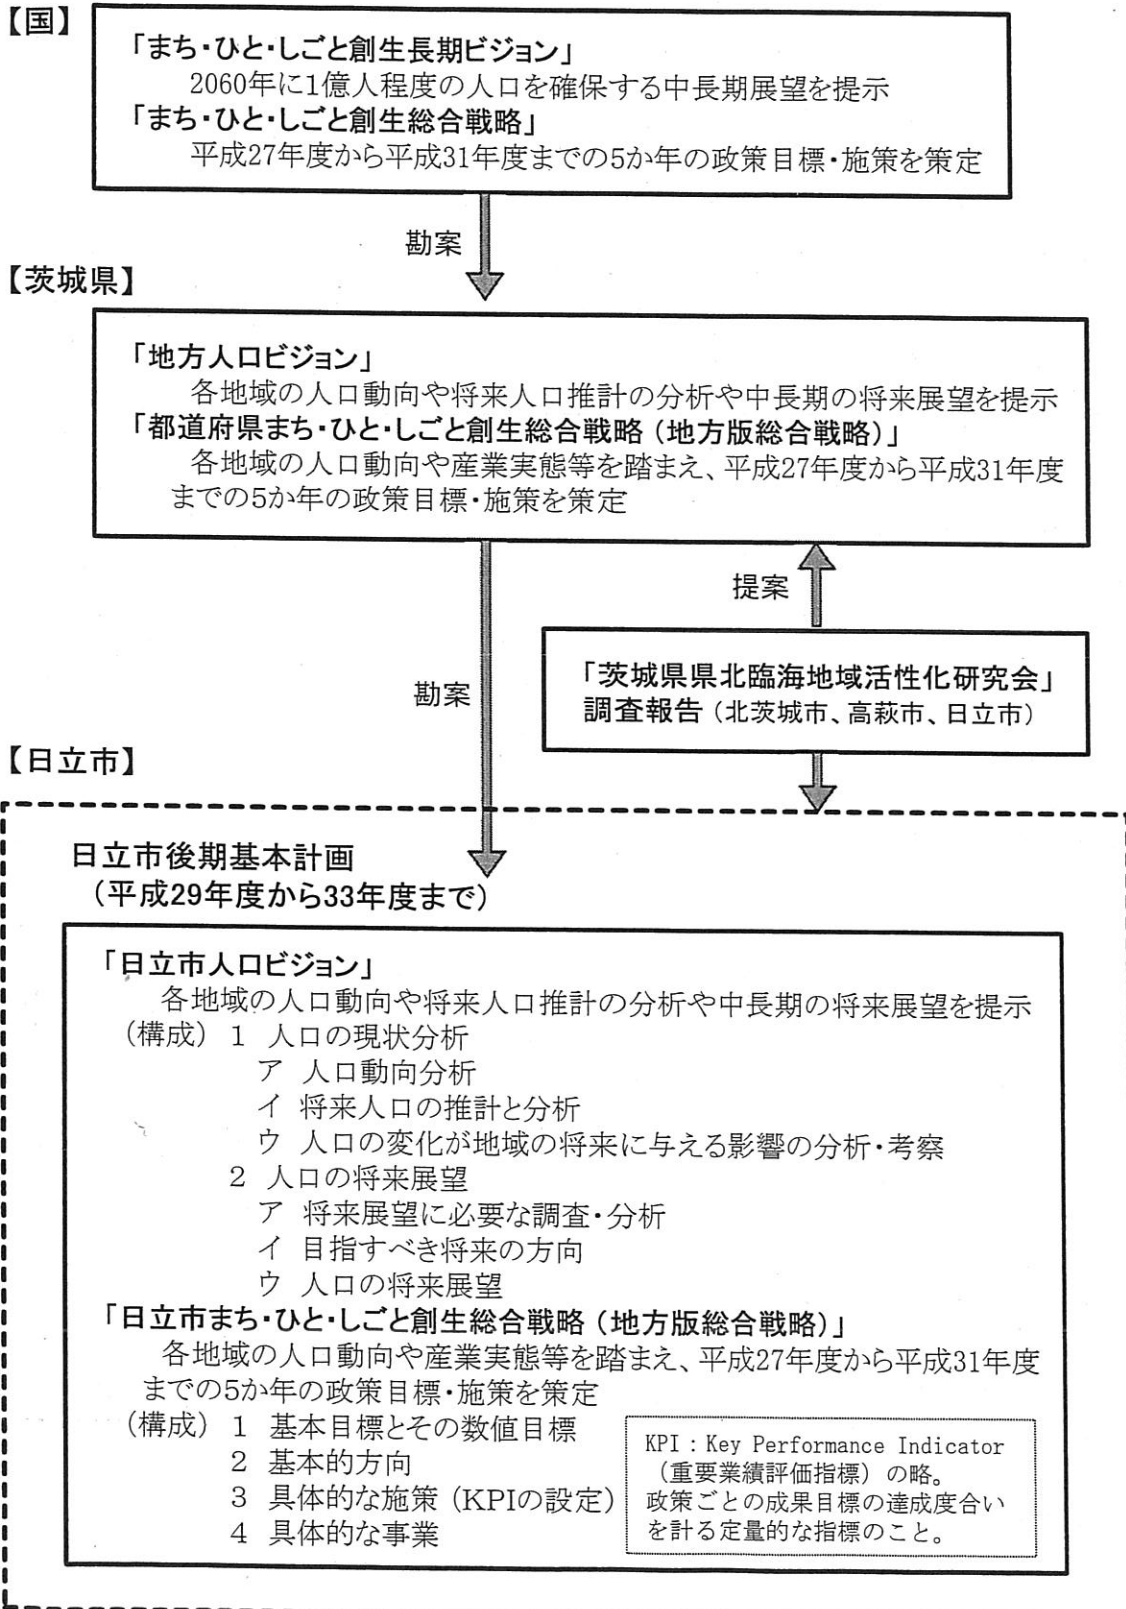 【国】
「まち・ひと・しごと創生長期ビジョン」
2060年に1億人程度の人口を確保する中長期展望を提示
「まち・ひと・しごと創生総合戦略」
平成27年度から平成31年度までの5か年の政策目標・施策を策定
勘案
【茨城県】
「地方人口ビジョン」
各地域の人口動向や将来人口推計の分析や中長期の将来展望を提示
「都道府県まち・ひと・しごと創生総合戦略（地方版総合戦略）」
各地域の人口動向や産業実態等を踏まえ、平成27年度から平成31年度
までの5か年の政策目標・施策を策定
提案
勘案
「茨城県県北臨海地域活性化研究会」
調査報告（北茨城市、高萩市、日立市）
【日立市】
日立市後期基本計画
（平成29年度から33年度まで）
「日立市人口ビジョン」
各地域の人口動向や将来人口推計の分析や中長期の将来展望を提示
（構成）1 人口の現状分析
ア 人口動向分析
イ 将来人口の推計と分析
ウ 人口の変化が地域の将来に与える影響の分析・考察
2 人口の将来展望
ア 将来展望に必要な調査・分析
イ 目指すべき将来の方向
ウ 人口の将来展望
「日立市まち・ひと・しごと創生総合戦略（地方版総合戦略）」
各地域の人口動向や産業実態等を踏まえ、平成27年度から平成31年度
までの5か年の政策目標・施策を策定
（構成）1 基本目標とその数値目標
2 基本的方向
3 具体的な施策（KPIの設定）
4 具体的な事業
KPI：Key Performance Indicator
（重要業績評価指標）の略。
政策ごとの成果目標の達成度合い
を計る定量的な指標のこと。